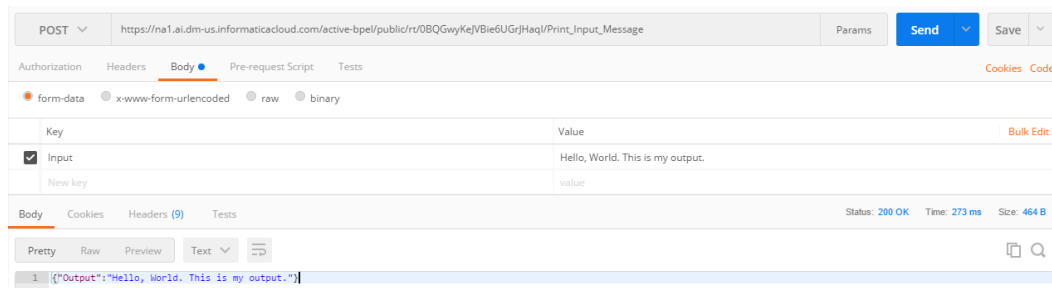 POST https://na1.ai.dm-us.informaticacloud.com/active-bpel/public/rt/0BQGwyKeJVBie6UGrJHaqI/Print_Input_Message Params Send Save
Authorization Headers Body Pre-request Script Tests Cookies Code
form-data x-www-form-urlencoded raw binary
Key Value Bulk Edit
Input Hello, World. This is my output.
New key value
Body Cookies Headers (9) Tests Status: 200 OK Time: 273 ms Size: 464 B
Pretty Raw Preview Text
1 {"Output":"Hello, World. This is my output."}